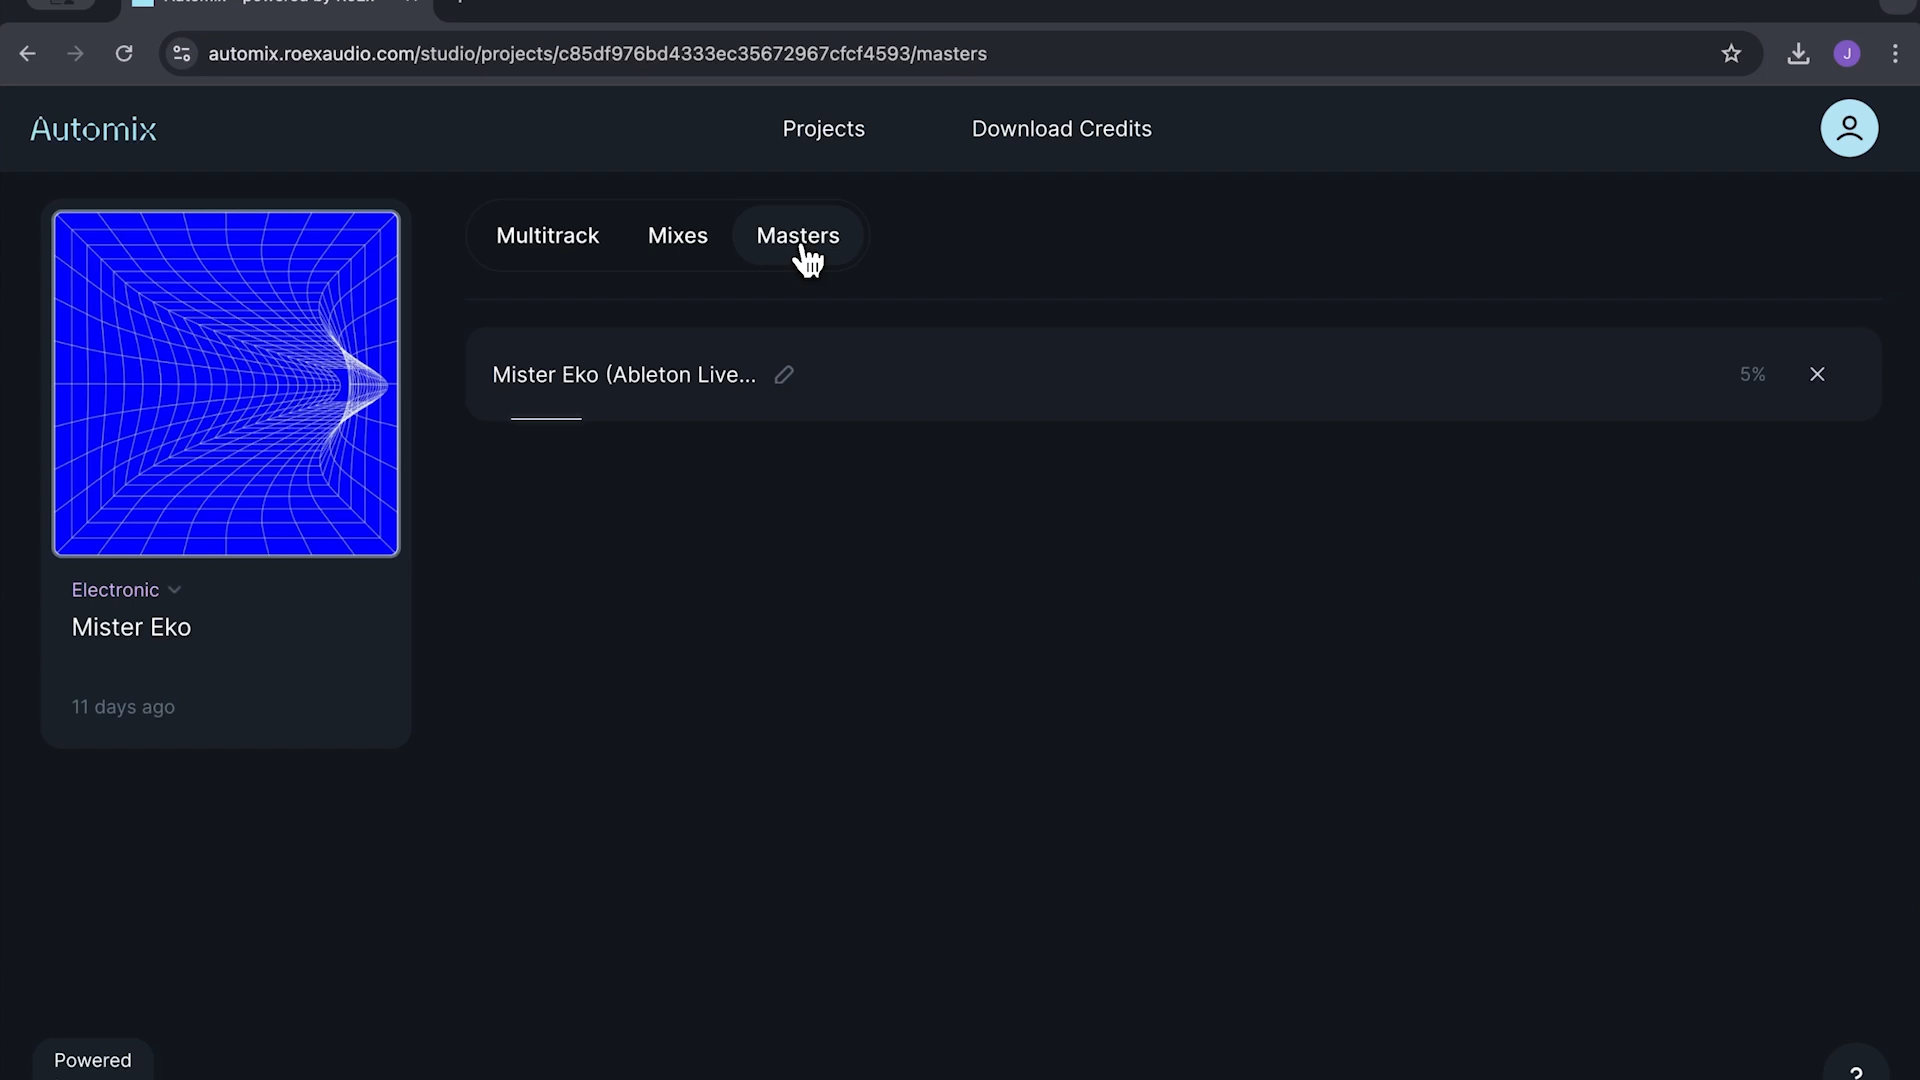 automix.roexaudio.com/studio/projects/c85df976bd4333ec35672967cfcf4593/masters
J
Automix
Projects
Download Credits
Multitrack
Mixes
Masters
Mister Eko (Ableton Live...
5%
Electronic
Mister Eko
11 days ago
Powered
?